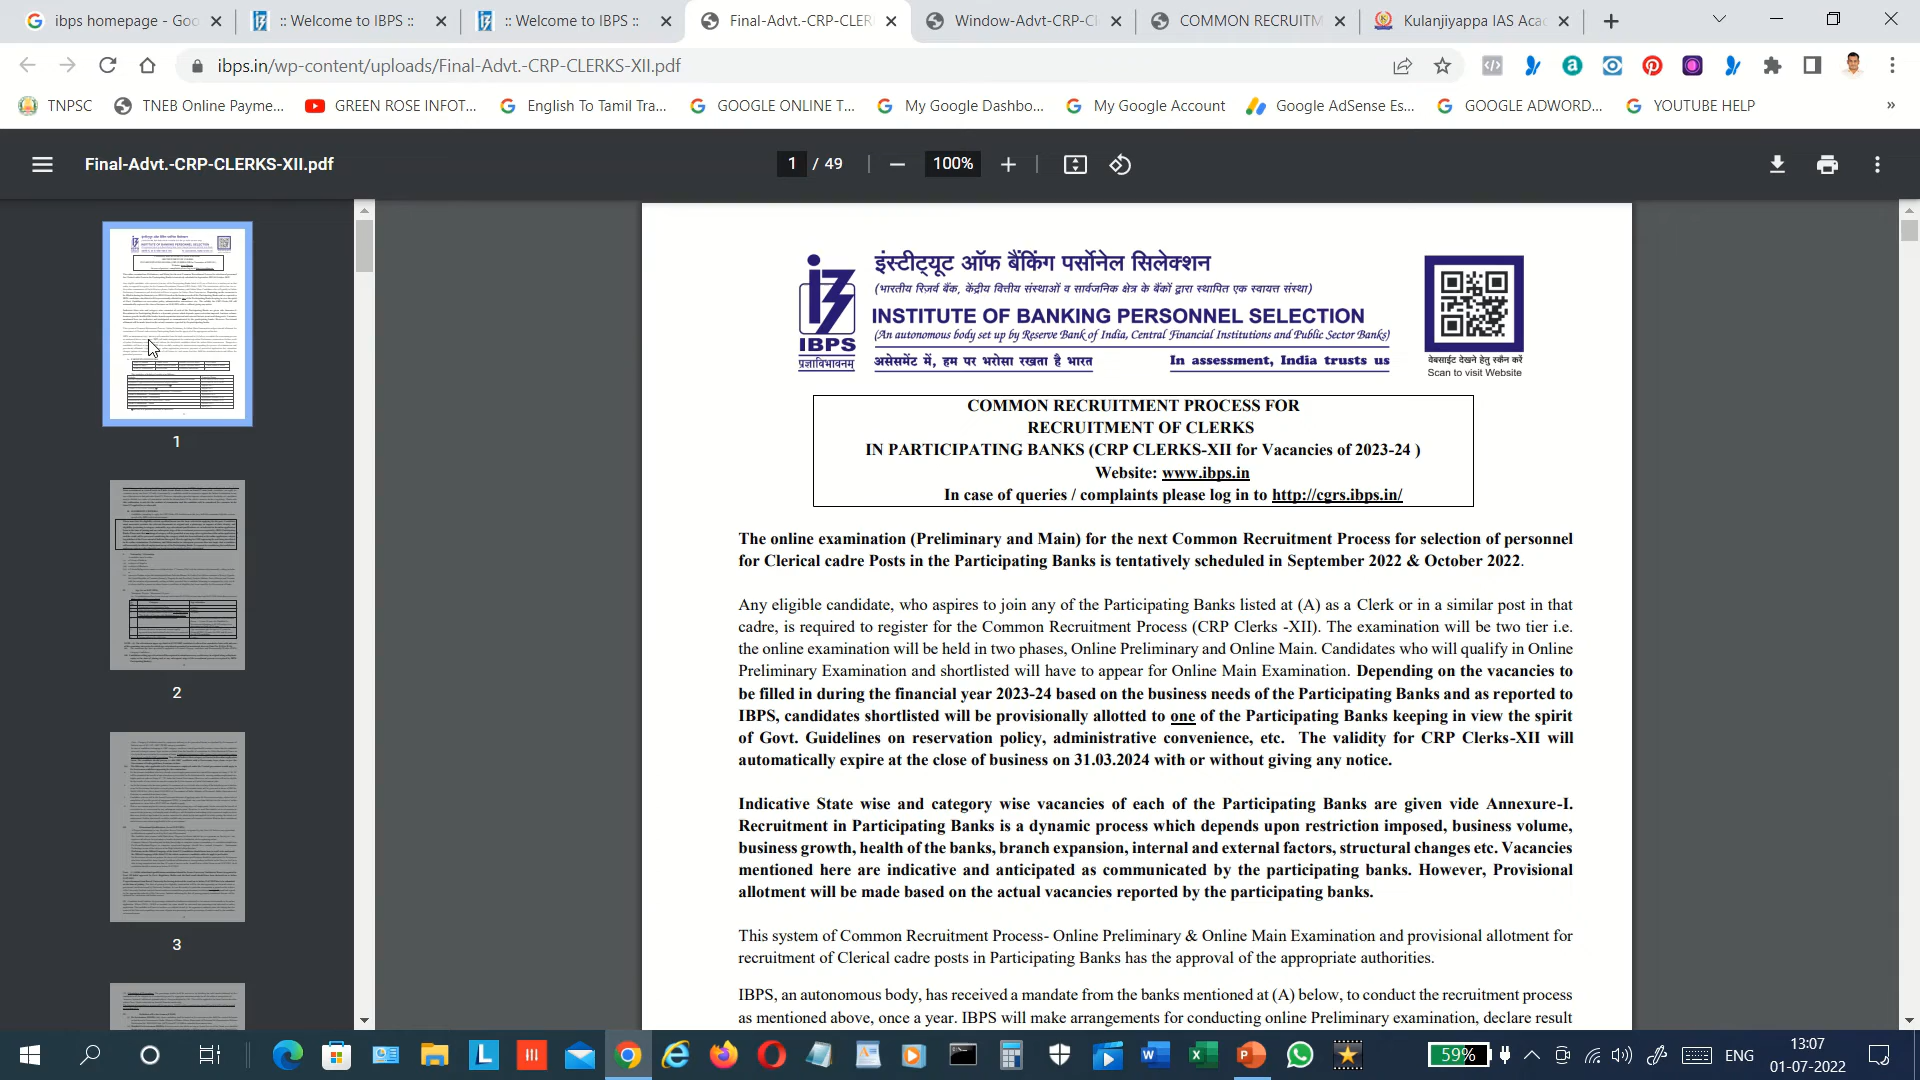 ibps homepage - Goo
:: Welcome to IBPS ::
:: Welcome to IBPS ::
Final-Advt.-CRP-CLER
Window-Advt-CRP-Cl
COMMON RECRUITM
Kulanjiyappa IAS Aca
ibps.in/wp-content/uploads/Final-Advt.-CRP-CLERKS-XII.pdf
TNPSC
TNEB Online Payme...
GREEN ROSE INFOT...
English To Tamil Tra...
GOOGLE ONLINE T...
My Google Dashbo...
My Google Account
Google AdSense Es...
GOOGLE ADWORD...
YOUTUBE HELP
»
Final-Advt.-CRP-CLERKS-XII.pdf
1 / 49
100%
1
2
3
इंस्टीट्यूट ऑफ बैंकिंग पर्सोनेल सिलेक्शन
(भारतीय रिजर्व बैंक, केंद्रीय वित्तीय संस्थाओं व सार्वजनिक क्षेत्र के बैंकों द्वारा स्थापित एक स्वायत्त संस्था)
INSTITUTE OF BANKING PERSONNEL SELECTION
(An autonomous body set up by Reserve Bank of India, Central Financial Institutions and Public Sector Banks)
IBPS
प्रज्ञाविभावनम्
असेसमेंट में, हम पर भरोसा रखता है भारत
In assessment, India trusts us
वेबसाईट देखने हेतु स्कैन करें
Scan to visit Website
COMMON RECRUITMENT PROCESS FOR
RECRUITMENT OF CLERKS
IN PARTICIPATING BANKS (CRP CLERKS-XII for Vacancies of 2023-24 )
Website: www.ibps.in
In case of queries / complaints please log in to http://cgrs.ibps.in/
The online examination (Preliminary and Main) for the next Common Recruitment Process for selection of personnel
for Clerical cadre Posts in the Participating Banks is tentatively scheduled in September 2022 & October 2022.
Any eligible candidate, who aspires to join any of the Participating Banks listed at (A) as a Clerk or in a similar post in that
cadre, is required to register for the Common Recruitment Process (CRP Clerks -XII). The examination will be two tier i.e.
the online examination will be held in two phases, Online Preliminary and Online Main. Candidates who will qualify in Online
Preliminary Examination and shortlisted will have to appear for Online Main Examination. Depending on the vacancies to
be filled in during the financial year 2023-24 based on the business needs of the Participating Banks and as reported to
IBPS, candidates shortlisted will be provisionally allotted to one of the Participating Banks keeping in view the spirit
of Govt. Guidelines on reservation policy, administrative convenience, etc. The validity for CRP Clerks-XII will
automatically expire at the close of business on 31.03.2024 with or without giving any notice.
Indicative State wise and category wise vacancies of each of the Participating Banks are given vide Annexure-I.
Recruitment in Participating Banks is a dynamic process which depends upon restriction imposed, business volume,
business growth, health of the banks, branch expansion, internal and external factors, structural changes etc. Vacancies
mentioned here are indicative and anticipated as communicated by the participating banks. However, Provisional
allotment will be made based on the actual vacancies reported by the participating banks.
This system of Common Recruitment Process- Online Preliminary & Online Main Examination and provisional allotment for
recruitment of Clerical cadre posts in Participating Banks has the approval of the appropriate authorities.
IBPS, an autonomous body, has received a mandate from the banks mentioned at (A) below, to conduct the recruitment process
as mentioned above, once a year. IBPS will make arrangements for conducting online Preliminary examination, declare result
59%
ENG
13:07
01-07-2022